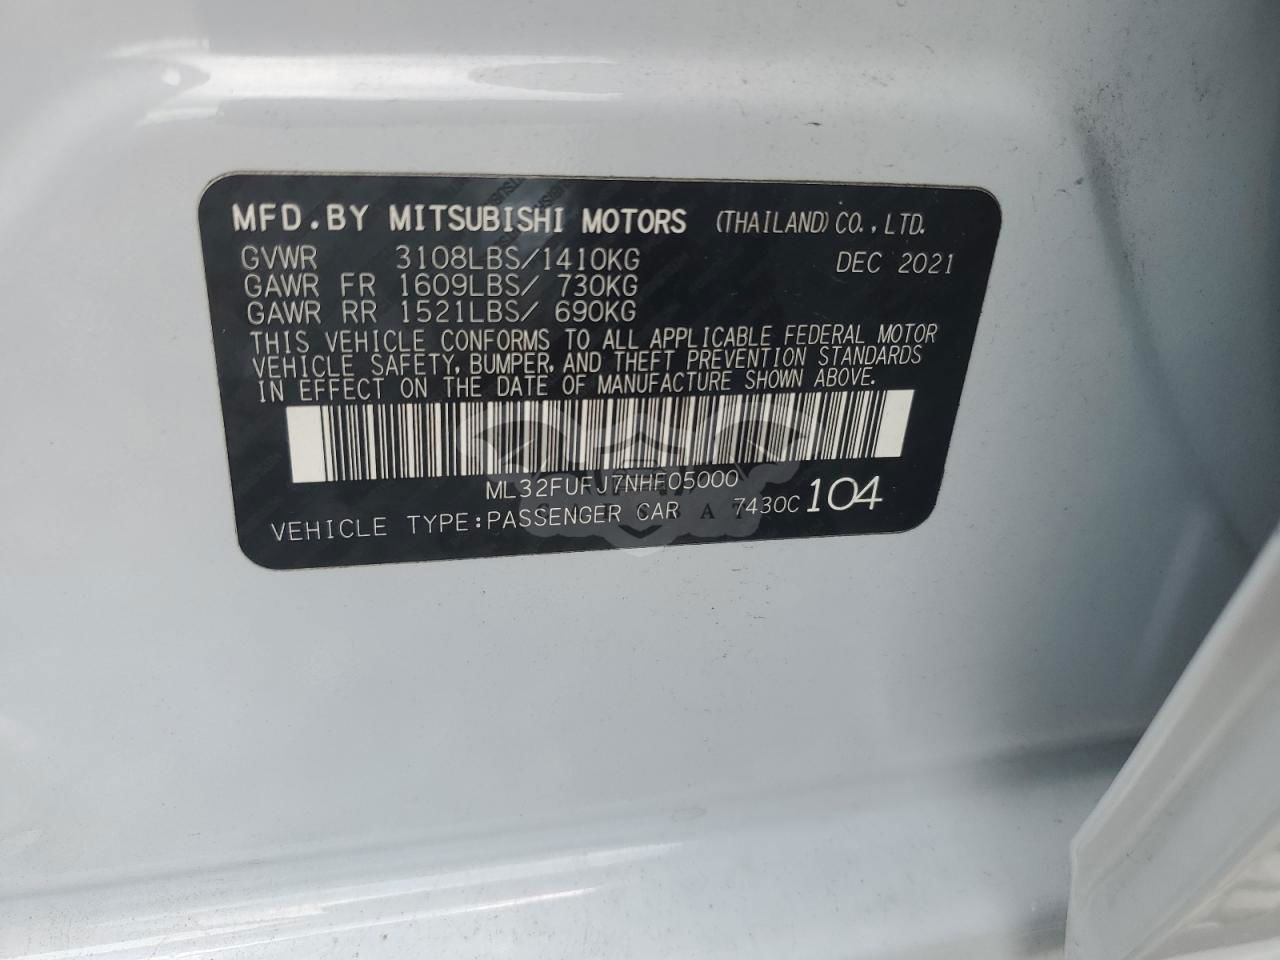 MFD.BY MITSUBISHI MOTORS (THAILAND) CO., LTD.
GVWR 3108LBS/1410KG DEC 2021
GAWR FR 1609LBS/ 730KG
GAWR RR 1521LBS/ 690KG
THIS VEHICLE CONFORMS TO ALL APPLICABLE FEDERAL MOTOR
VEHICLE SAFETY, BUMPER, AND THEFT PREVENTION STANDARDS
IN EFFECT ON THE DATE OF MANUFACTURE SHOWN ABOVE.
ML32FUFJ7NHF05000
VEHICLE TYPE:PASSENGER CAR 7430C 104